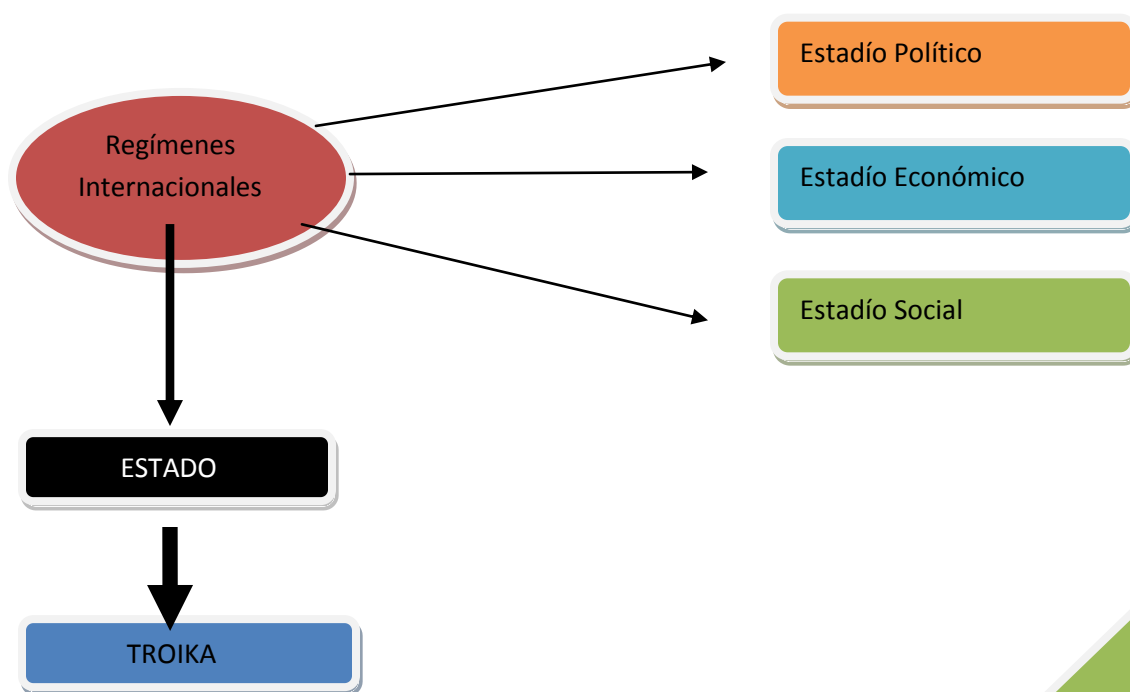 Estadío Político
Regímenes
Internacionales
Estadío Económico
Estadío Social
ESTADO
TROIKA